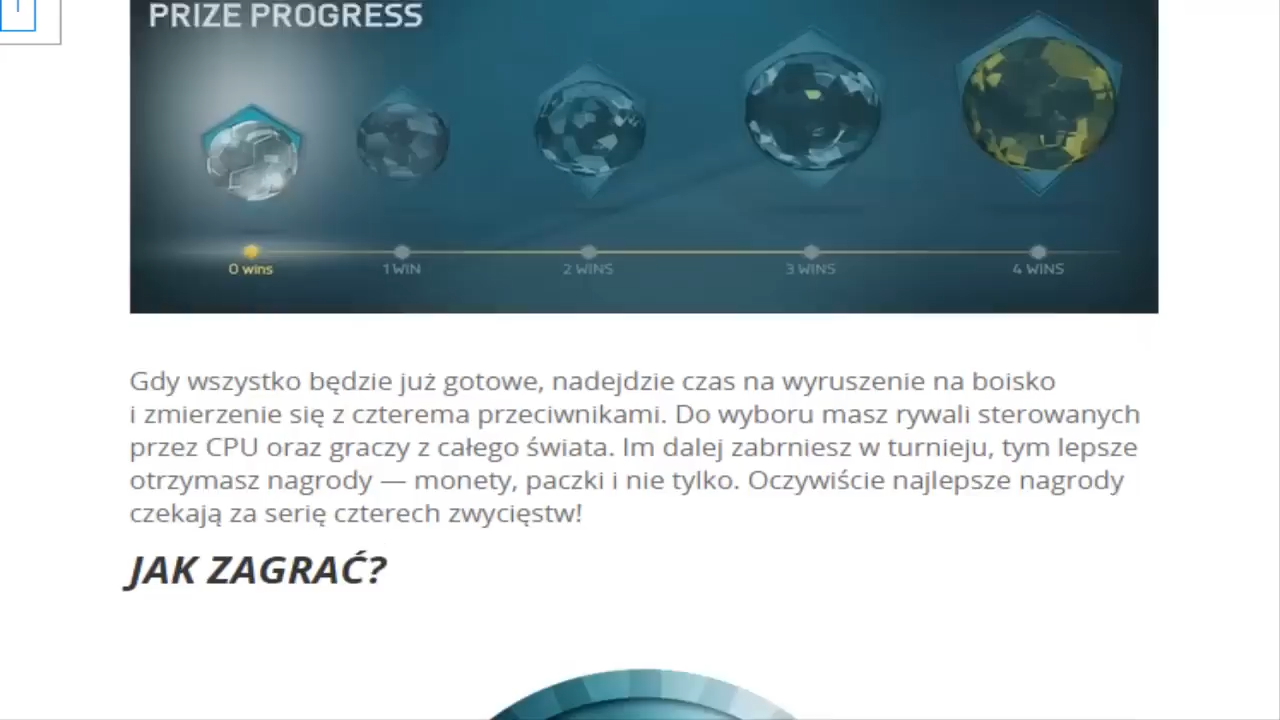 PRIZE PROGRESS
0 wins
1 WIN
2 WINS
3 WINS
4 WINS
Gdy wszystko będzie już gotowe, nadejdzie czas na wyruszenie na boisko
i zmierzenie się z czterema przeciwnikami. Do wyboru masz rywali sterowanych
przez CPU oraz graczy z całego świata. Im dalej zabrniesz w turnieju, tym lepsze
otrzymasz nagrody — monety, paczki i nie tylko. Oczywiście najlepsze nagrody
czekają za serię czterech zwycięstw!
JAK ZAGRAĆ?